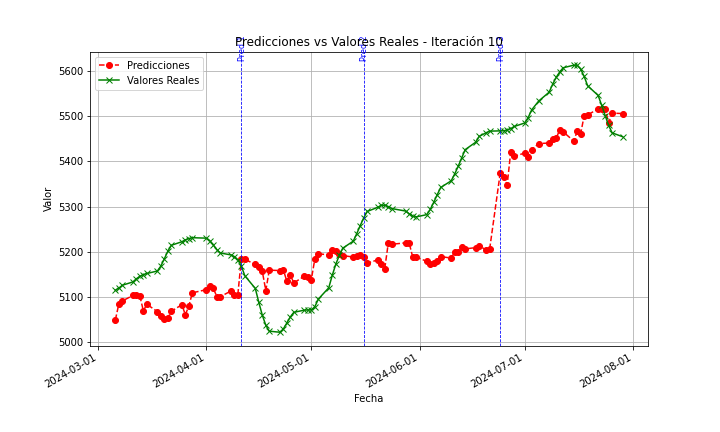 Predicciones vs Valores Reales - Iteración 10
Predicciones
Valores Reales
Valor
5600
5500
5400
5300
5200
5100
5000
2024-03-01
2024-04-01
2024-05-01
2024-06-01
2024-07-01
2024-08-01
Fecha